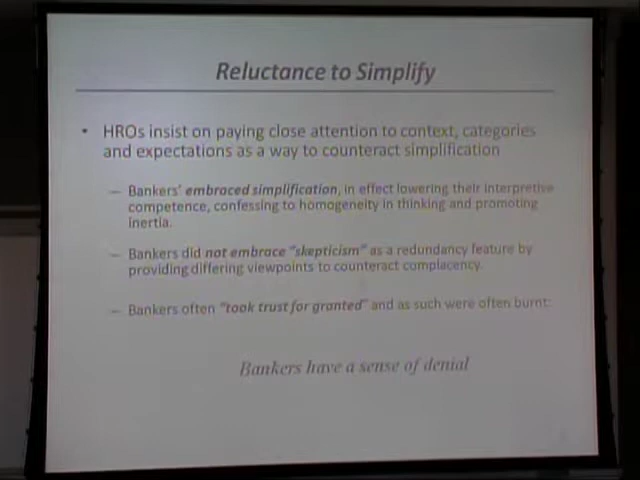 Reluctance to Simplify
• HROs insist on paying close attention to context, categories
and expectations as a way to counteract simplification
– Bankers' embraced simplification, in effect lowering their interpretive
competence, confessing to homogeneity in thinking and promoting
inertia.
– Bankers did not embrace "skepticism" as a redundancy feature by
providing differing viewpoints to counteract complacency.
– Bankers often "took trust for granted" and as such were often burnt.
Bankers have a sense of denial